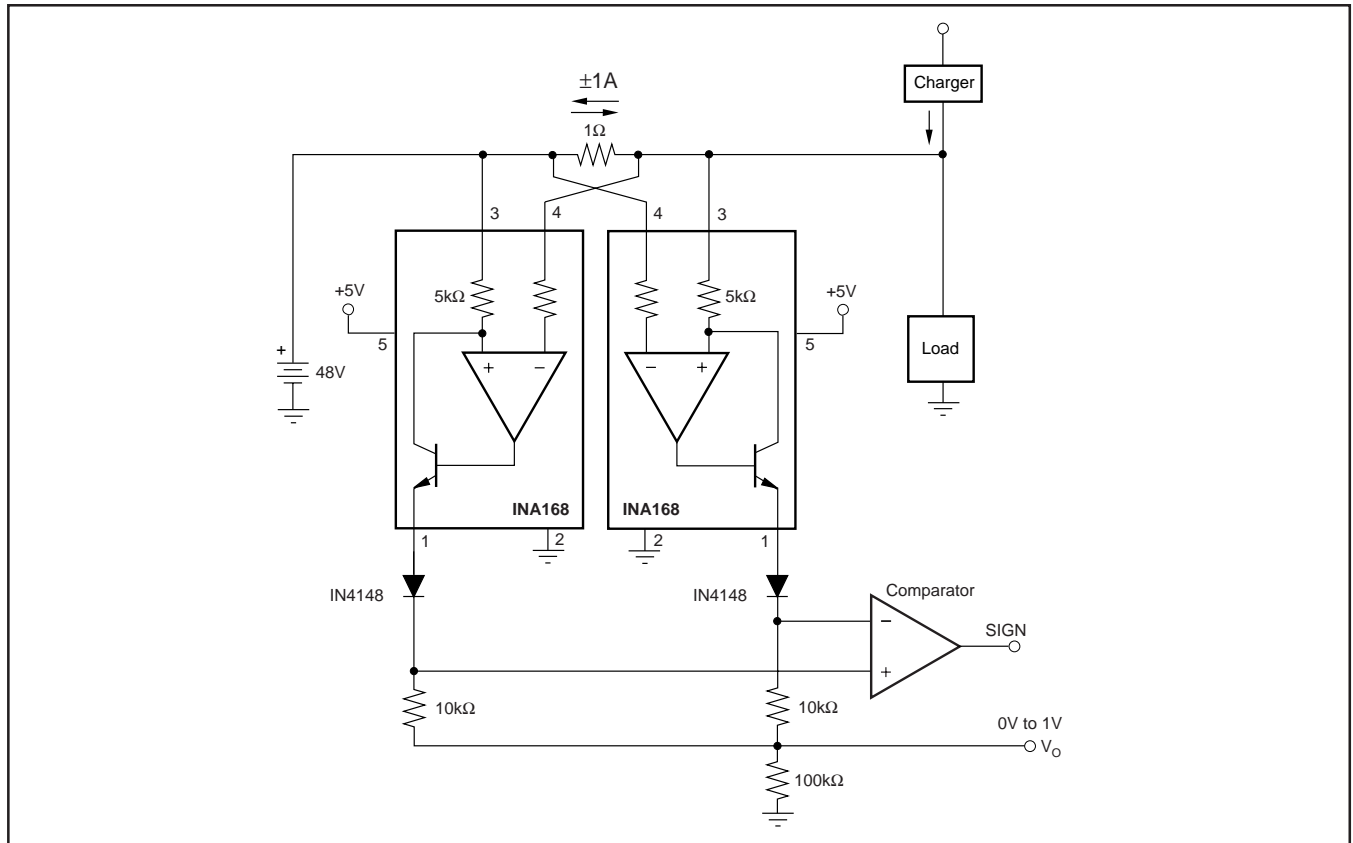 Charger
±1A
1Ω
3
4
4
3
+5V
5kΩ
5kΩ
+5V
5
5
+
48V
Load
+ −
− +
INA168
INA168
1
2
2
1
IN4148
IN4148
Comparator
−
SIGN
+
10kΩ
10kΩ
0V to 1V
VO
100kΩ